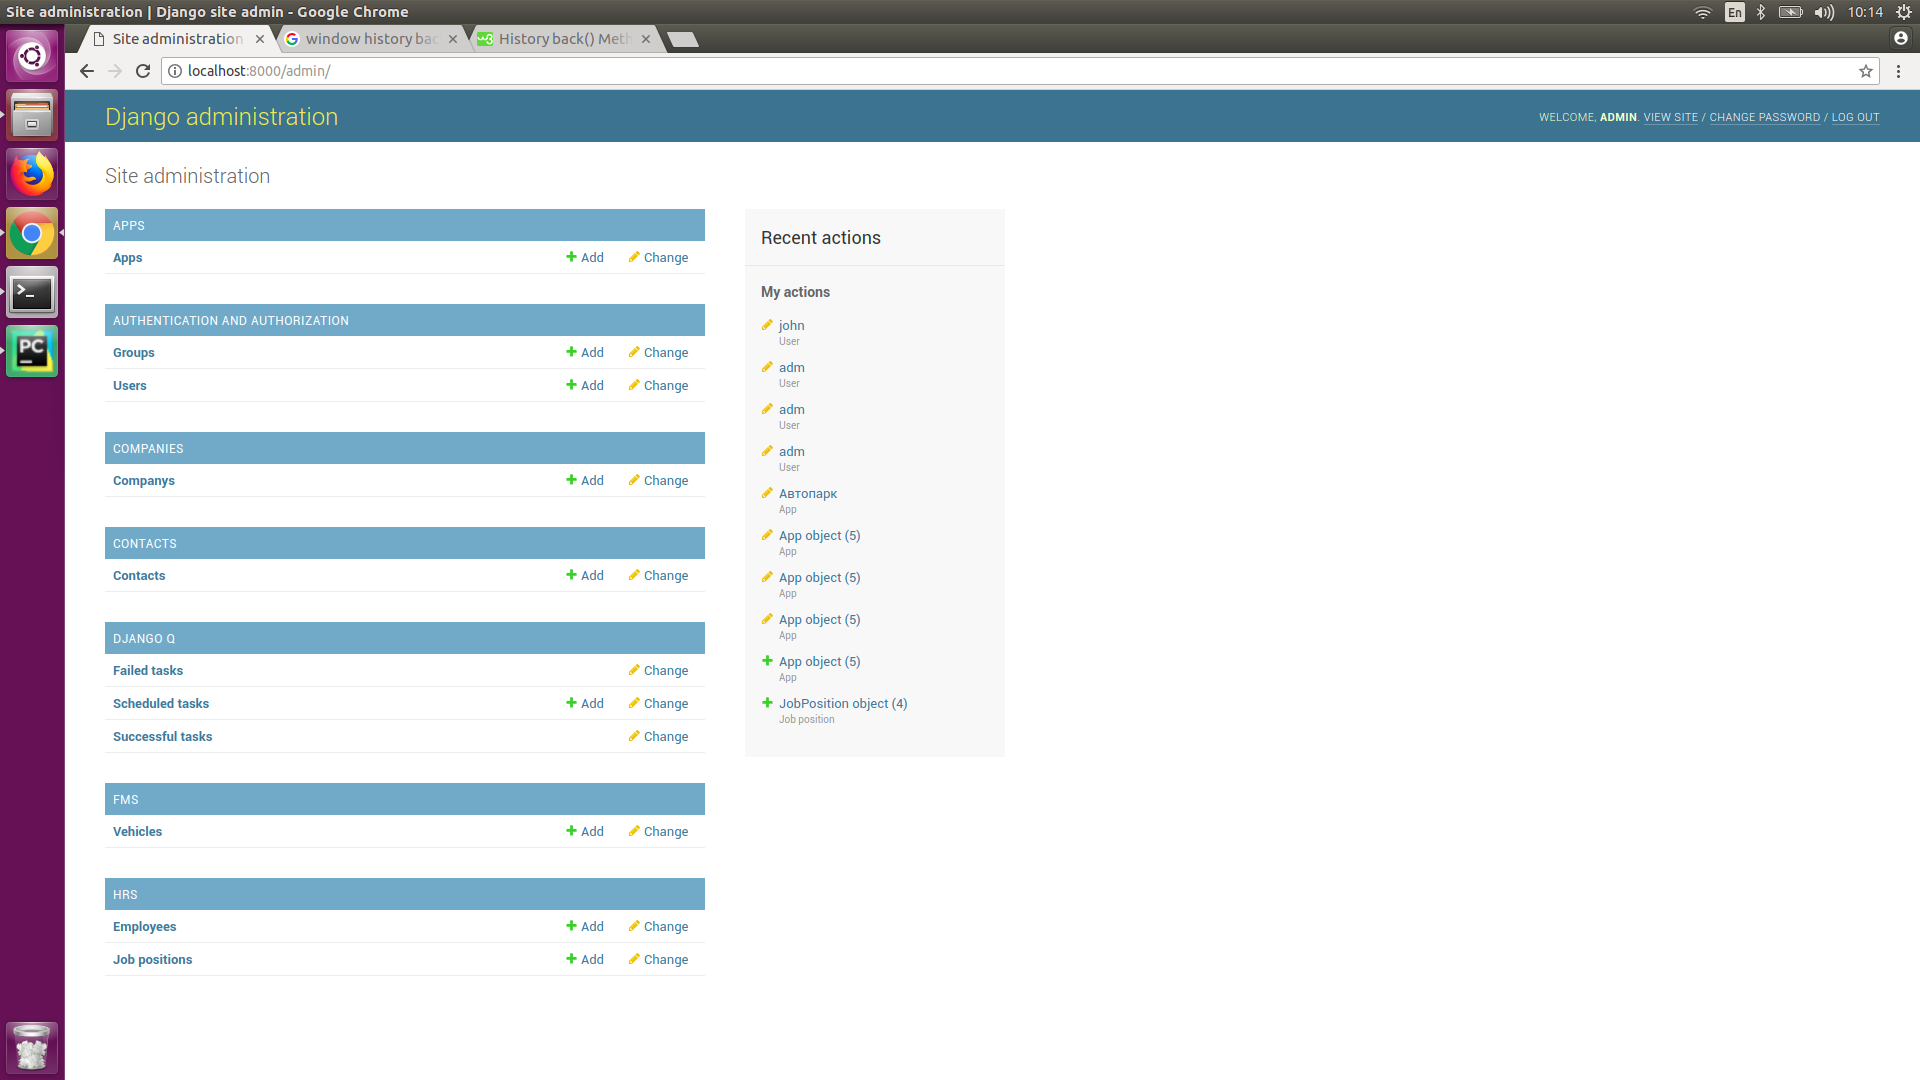 Site administration | Django site admin - Google Chrome
En
10:14
Site administration
window history bac
History back() Meth
localhost:8000/admin/
Django administration
WELCOME, ADMIN. VIEW SITE / CHANGE PASSWORD / LOG OUT
Site administration
APPS
Apps Add Change
AUTHENTICATION AND AUTHORIZATION
Groups Add Change
Users Add Change
COMPANIES
Companys Add Change
CONTACTS
Contacts Add Change
DJANGO Q
Failed tasks Change
Scheduled tasks Add Change
Successful tasks Change
FMS
Vehicles Add Change
HRS
Employees Add Change
Job positions Add Change
Recent actions
My actions
john
User
adm
User
adm
User
adm
User
Автопарк
App
App object (5)
App
App object (5)
App
App object (5)
App
App object (5)
App
JobPosition object (4)
Job position
PC